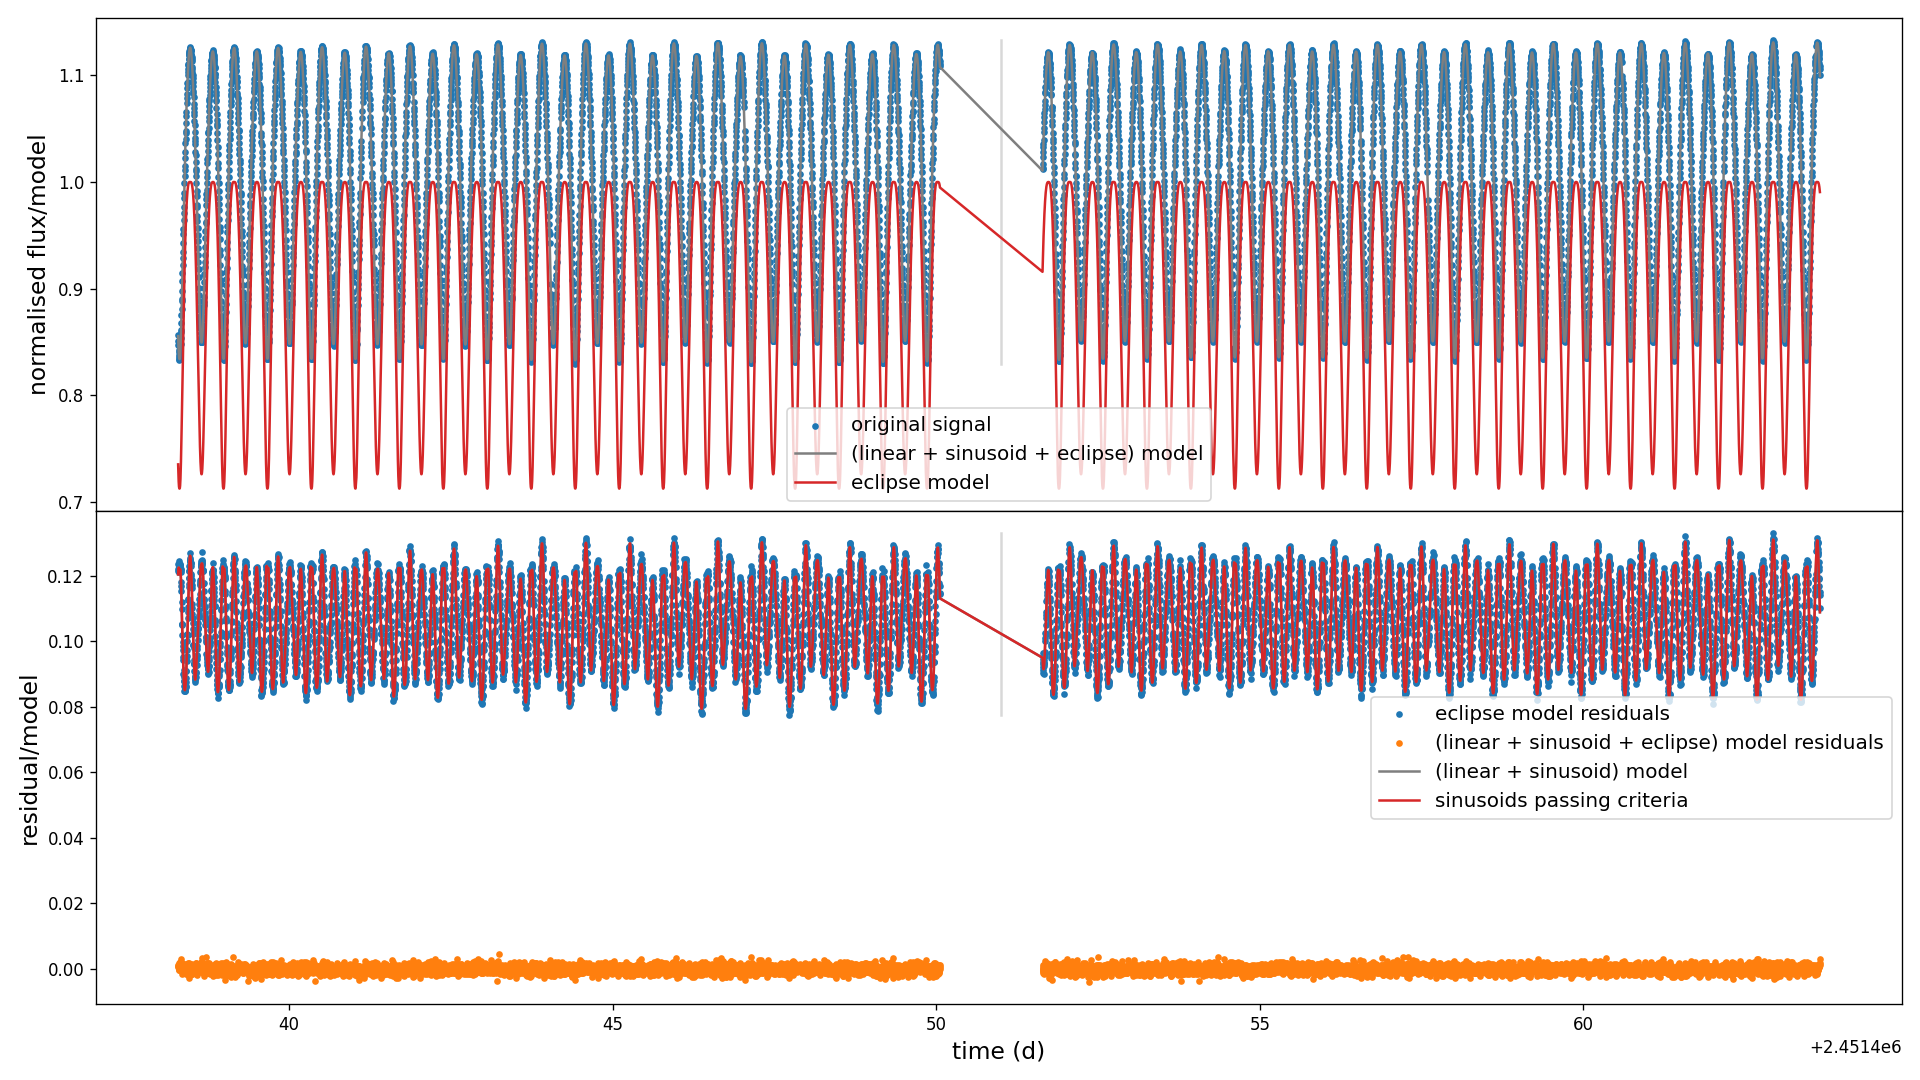 normalised flux/model
1.1
1.0
0.9
0.8
0.7
original signal
(linear + sinusoid + eclipse) model
eclipse model
residual/model
0.12
0.10
0.08
0.06
0.04
0.02
0.00
eclipse model residuals
(linear + sinusoid + eclipse) model residuals
(linear + sinusoid) model
sinusoids passing criteria
40
45
50
55
60
time (d)
+2.4514e6